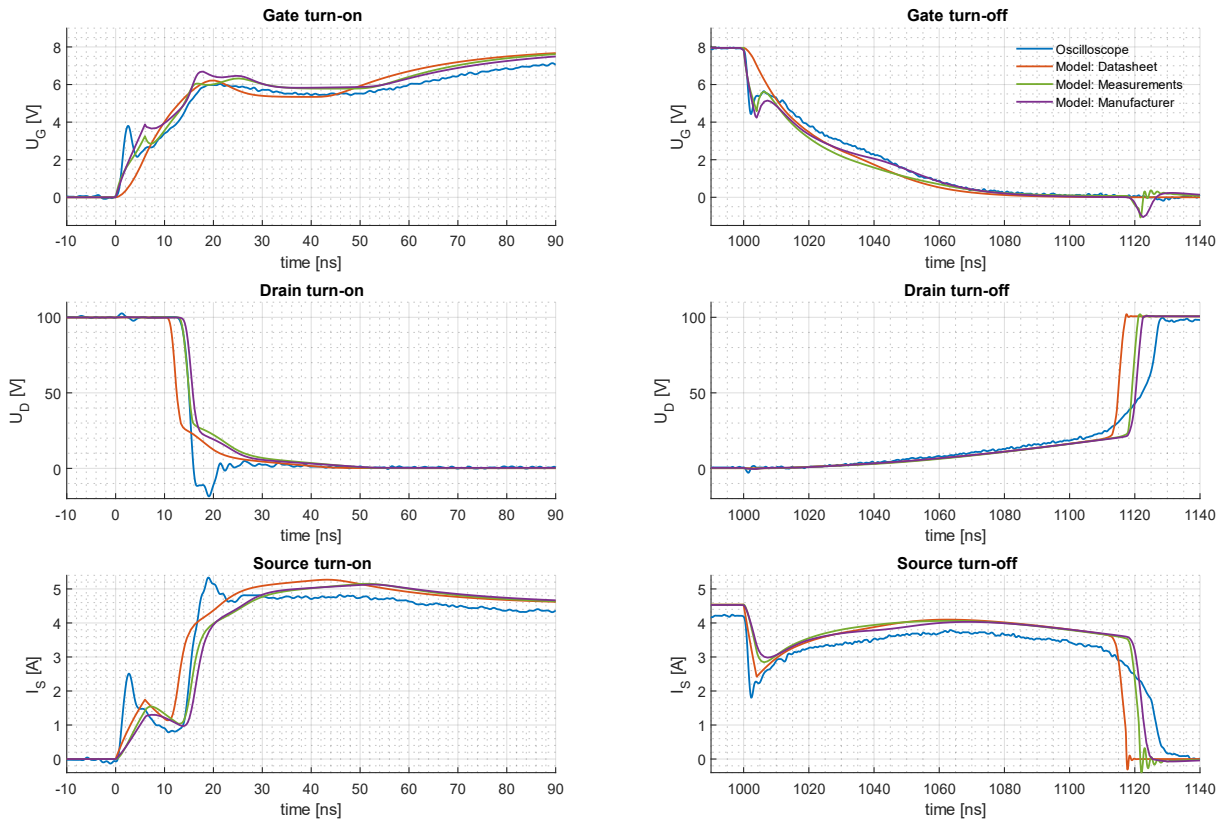 Gate turn-on
8
6
4
2
0
U_G [V]
-10 0 10 20 30 40 50 60 70 80 90
time [ns]
Gate turn-off
Oscilloscope
Model: Datasheet
Model: Measurements
Model: Manufacturer
8
6
4
2
0
U_G [V]
1000 1020 1040 1060 1080 1100 1120 1140
time [ns]
Drain turn-on
100
50
0
U_D [V]
-10 0 10 20 30 40 50 60 70 80 90
time [ns]
Drain turn-off
100
50
0
U_D [V]
1000 1020 1040 1060 1080 1100 1120 1140
time [ns]
Source turn-on
5
4
3
2
1
0
I_S [A]
-10 0 10 20 30 40 50 60 70 80 90
time [ns]
Source turn-off
5
4
3
2
1
0
I_S [A]
1000 1020 1040 1060 1080 1100 1120 1140
time [ns]